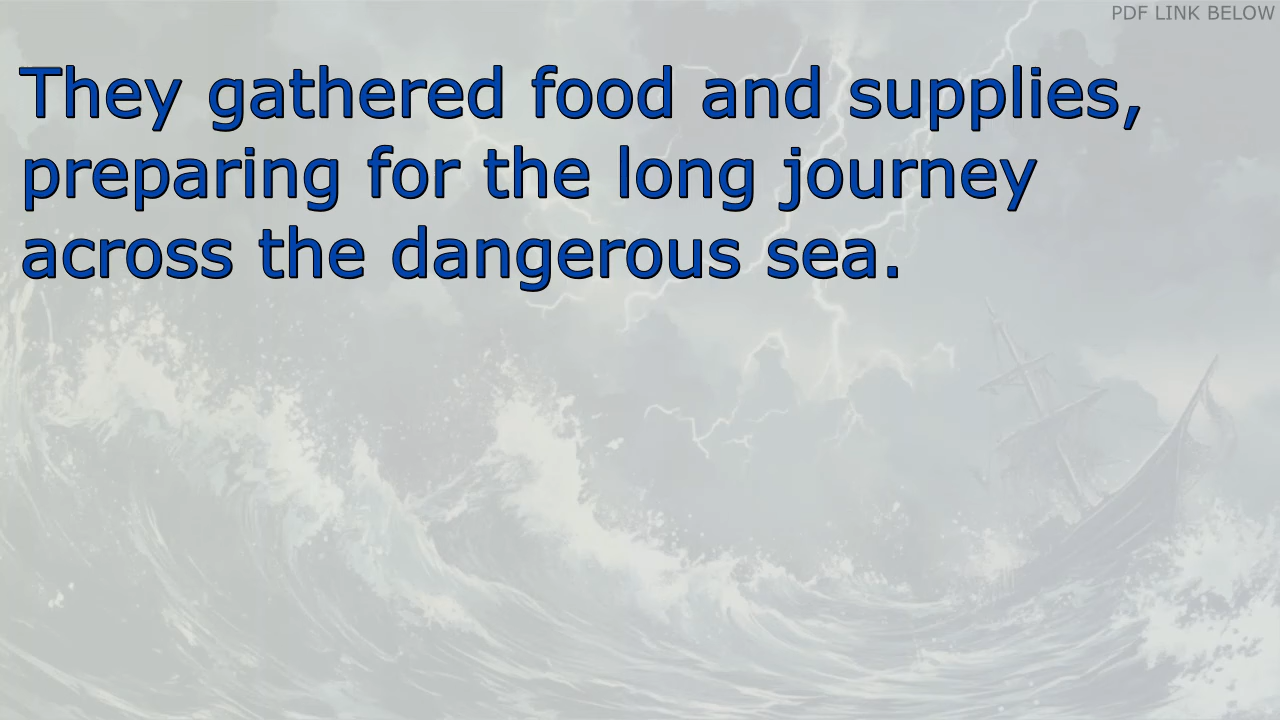 PDF LINK BELOW
They gathered food and supplies,
preparing for the long journey
across the dangerous sea.